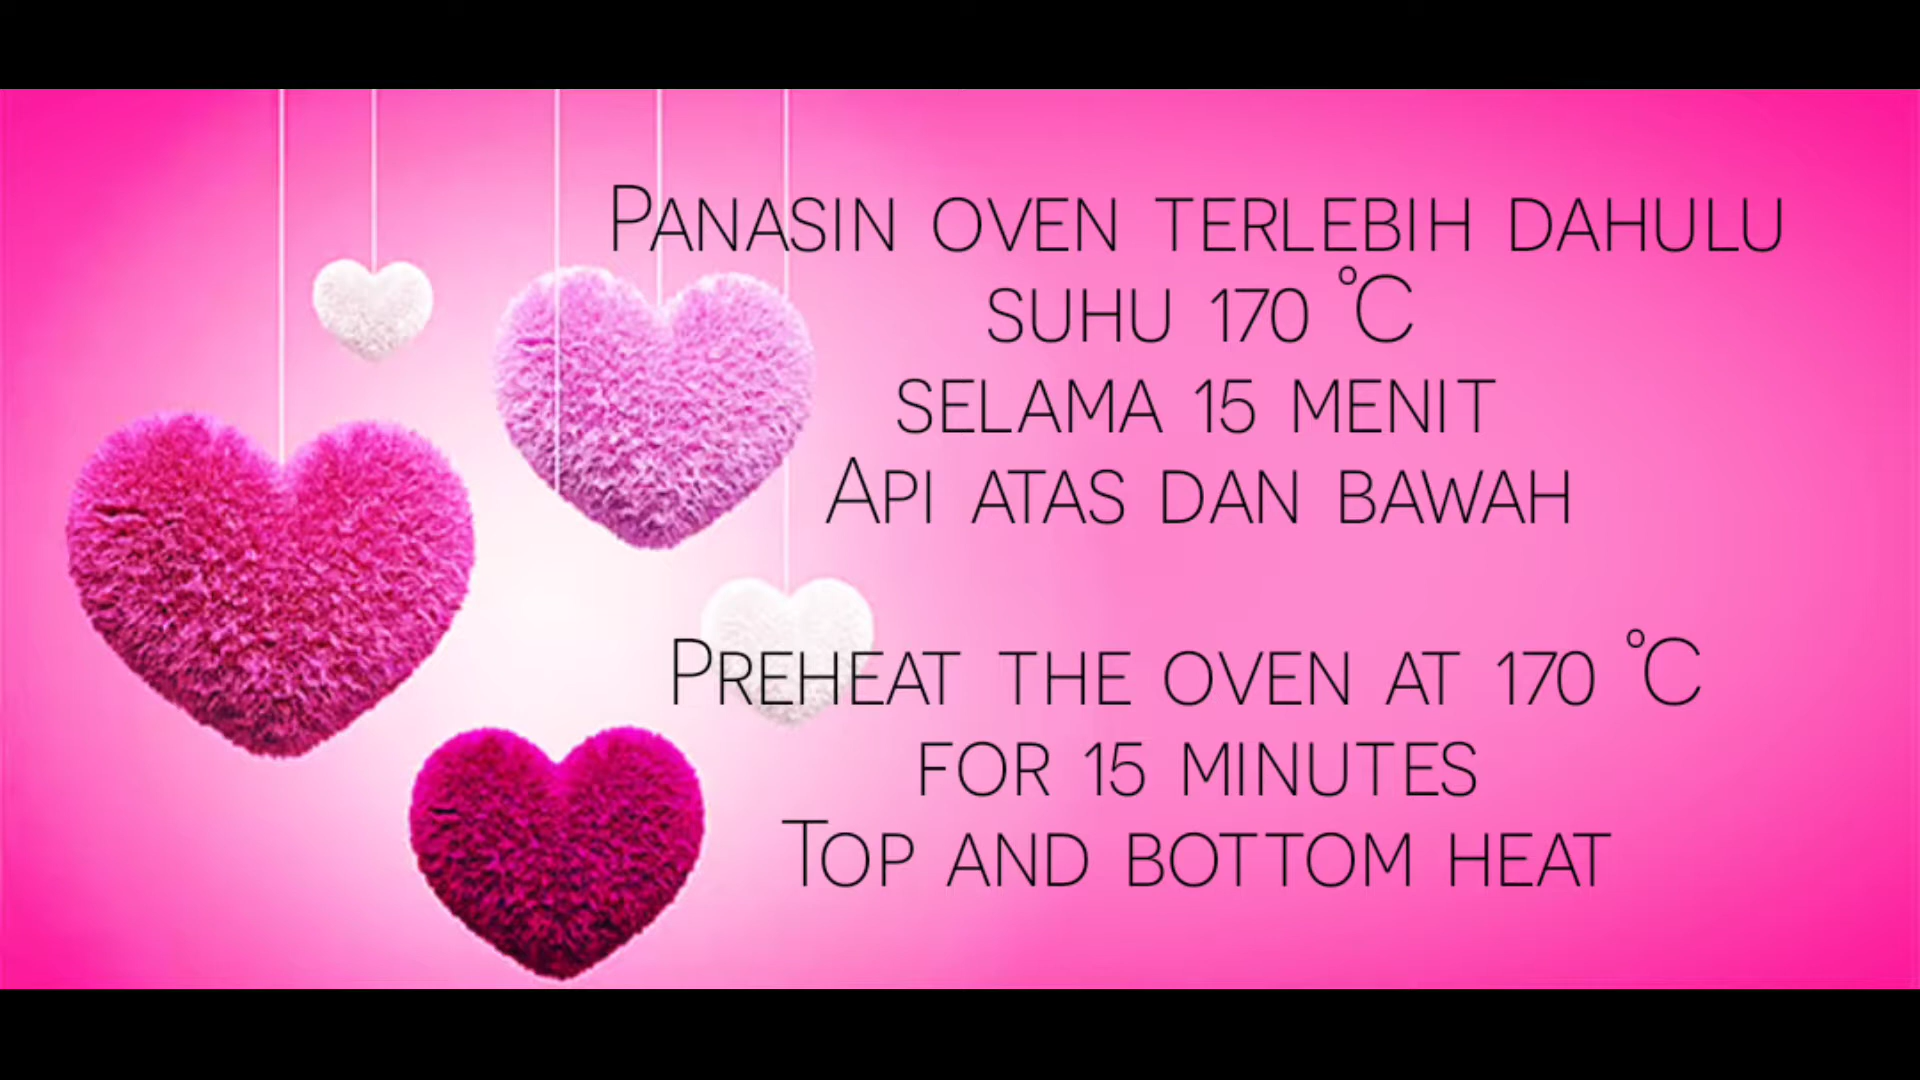 Panasin oven terlebih dahulu
suhu 170 °C
selama 15 menit
Api atas dan bawah
Preheat the oven at 170 °C
for 15 minutes
Top and bottom heat